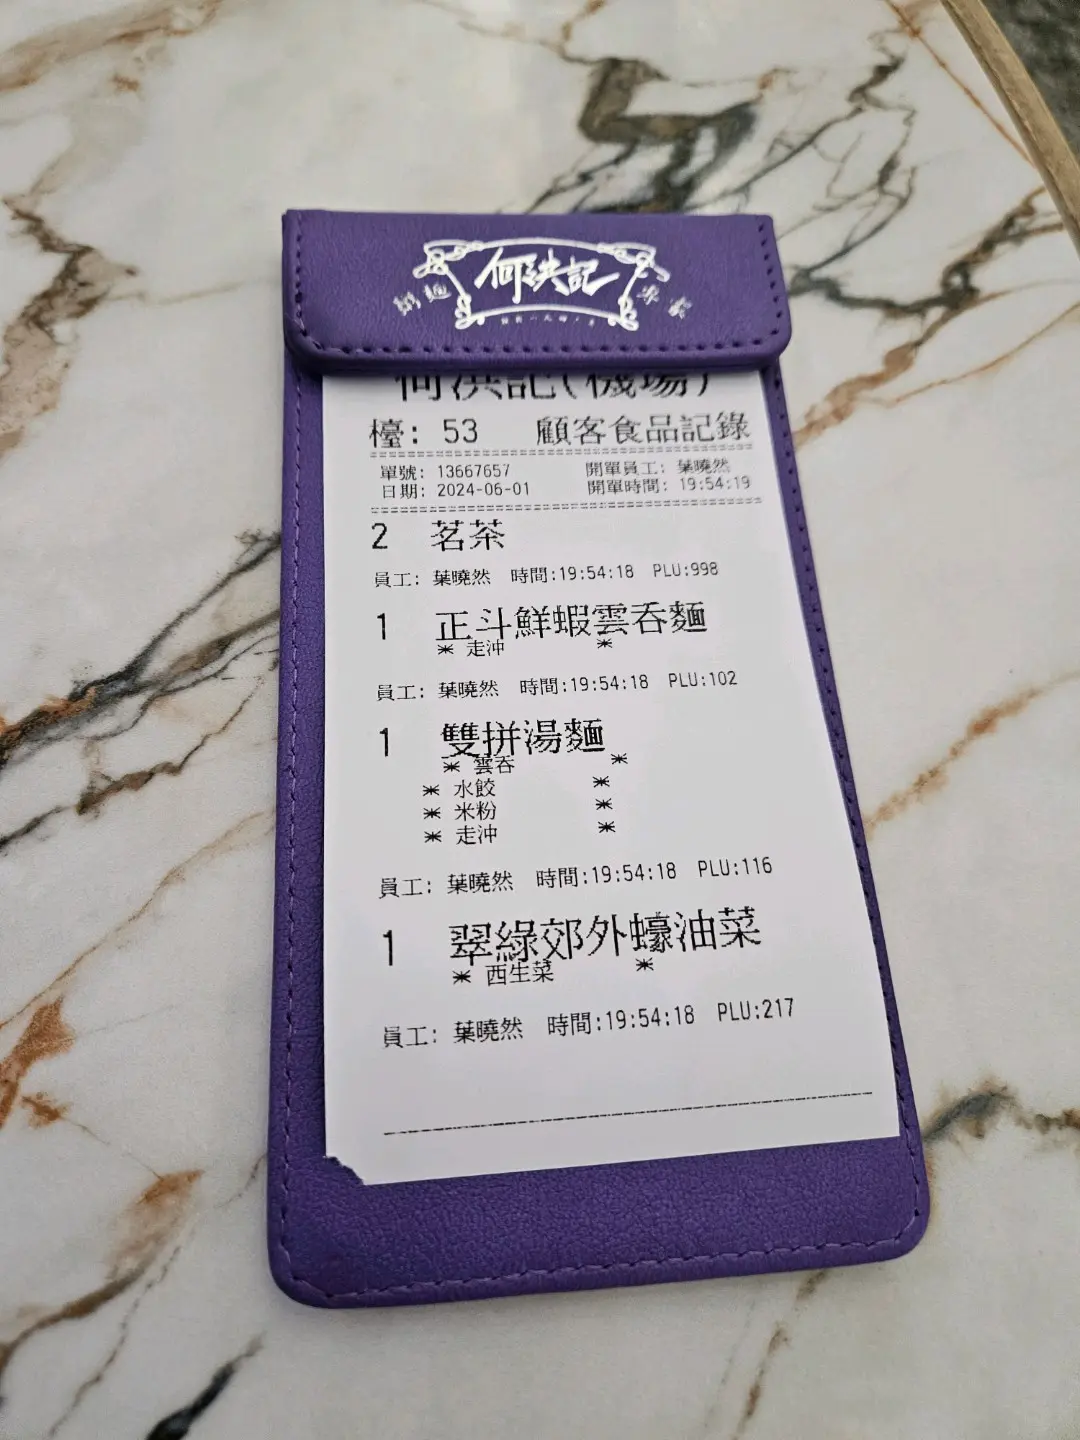 何洪記
粥麵 專家
何洪記(機場)
檯: 53 顧客食品記錄
單號: 13667657 開單員工: 葉曉然
日期: 2024-06-01 開單時間: 19:54:19
2 茗茶
員工: 葉曉然 時間:19:54:18 PLU:998
1 正斗鮮蝦雲吞麵
* 走沖 *
員工: 葉曉然 時間:19:54:18 PLU:102
1 雙拼湯麵
* 雲吞 *
* 水餃 *
* 米粉 *
* 走沖 *
員工: 葉曉然 時間:19:54:18 PLU:116
1 翠綠郊外蠔油菜
* 西生菜 *
員工: 葉曉然 時間:19:54:18 PLU:217